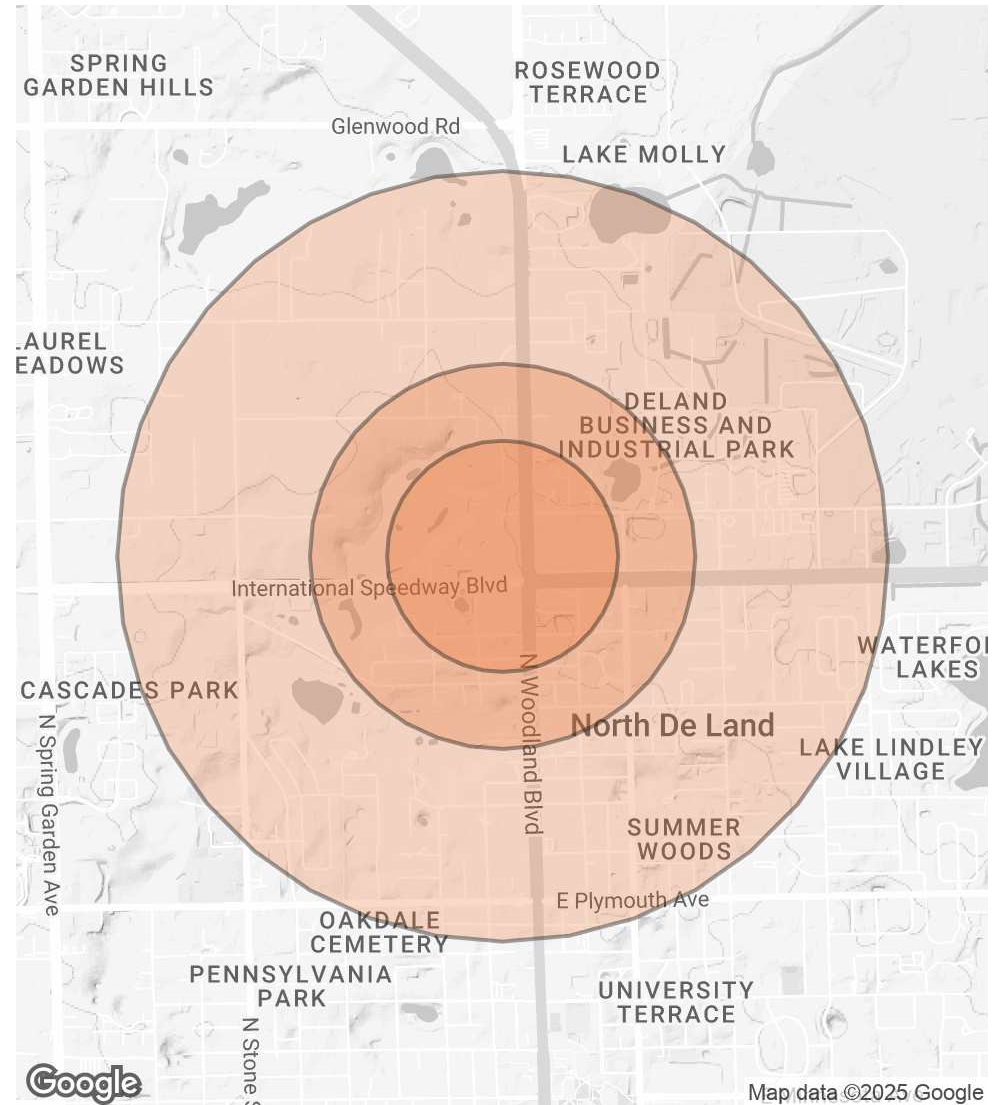 SPRING
GARDEN HILLS
ROSEWOOD
TERRACE
Glenwood Rd
LAKE MOLLY
LAUREL
EADOWS
DELAND
BUSINESS AND
INDUSTRIAL PARK
International Speedway Blvd
WATERFO
LAKES
CASCADES PARK
N Woodland Blvd
North De Land
N Spring Garden Ave
LAKE LINDLEY
VILLAGE
SUMMER
WOODS
E Plymouth Ave
OAKDALE
CEMETERY
PENNSYLVANIA
PARK
UNIVERSITY
TERRACE
N Stone S
Google
Map data ©2025 Google